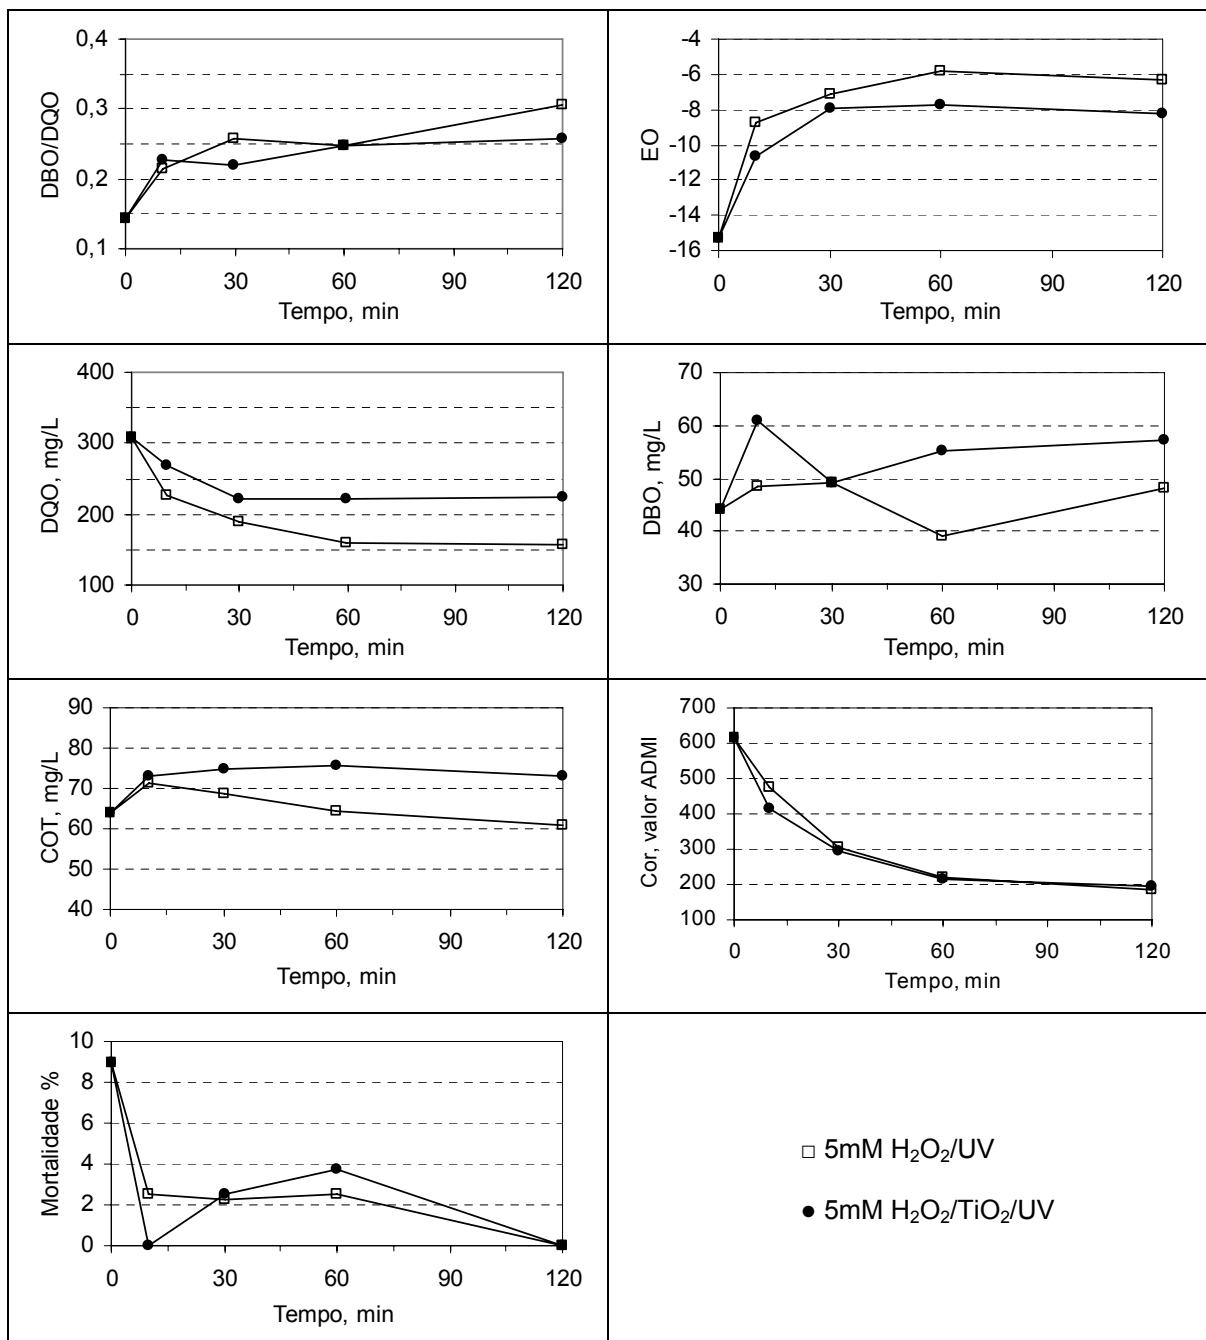 0,4
0,3
0,2
0,1
DBO/DQO
0 30 60 90 120
Tempo, min
-4
-6
-8
-10
-12
-14
-16
EO
0 30 60 90 120
Tempo, min
400
300
200
100
DQO, mg/L
0 30 60 90 120
Tempo, min
70
60
50
40
30
DBO, mg/L
0 30 60 90 120
Tempo, min
90
80
70
60
50
40
COT, mg/L
0 30 60 90 120
Tempo, min
700
600
500
400
300
200
100
Cor, valor ADMI
0 30 60 90 120
Tempo, min
10
8
6
4
2
0
Mortalidade %
0 30 60 90 120
Tempo, min
5mM H₂O₂/UV
5mM H₂O₂/TiO₂/UV